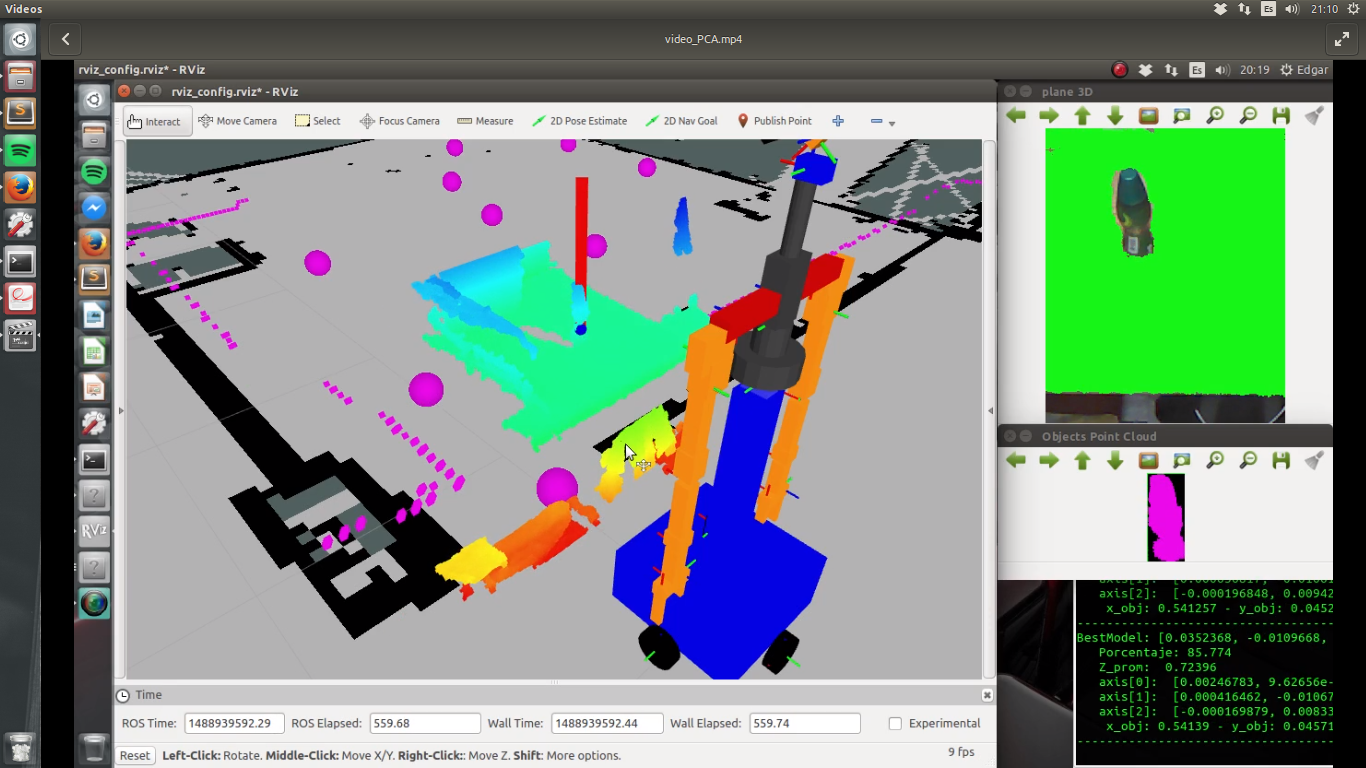 Videos
Es
21:10
video_PCA.mp4
rviz_config.rviz* - RViz
Es
20:19
Edgar
rviz_config.rviz* - RViz
plane 3D
Interact
Move Camera
Select
Focus Camera
Measure
2D Pose Estimate
2D Nav Goal
Publish Point
Objects Point Cloud
RViz
axis[2]: [-0.000196848, 0.00942
x_obj: 0.541257 - y_obj: 0.0452
BestModel: [0.0352368, -0.0109668,
Porcentaje: 85.774
Z_prom: 0.72396
axis[0]: [0.00246783, 9.62656e-
axis[1]: [0.000416462, -0.01067
axis[2]: [-0.000169879, 0.00833
x_obj: 0.54139 - y_obj: 0.04571
Time
ROS Time: 1488939592.29 ROS Elapsed: 559.68 Wall Time: 1488939592.44 Wall Elapsed: 559.74 Experimental
Reset Left-Click: Rotate. Middle-Click: Move X/Y. Right-Click:: Move Z. Shift: More options. 9 fps